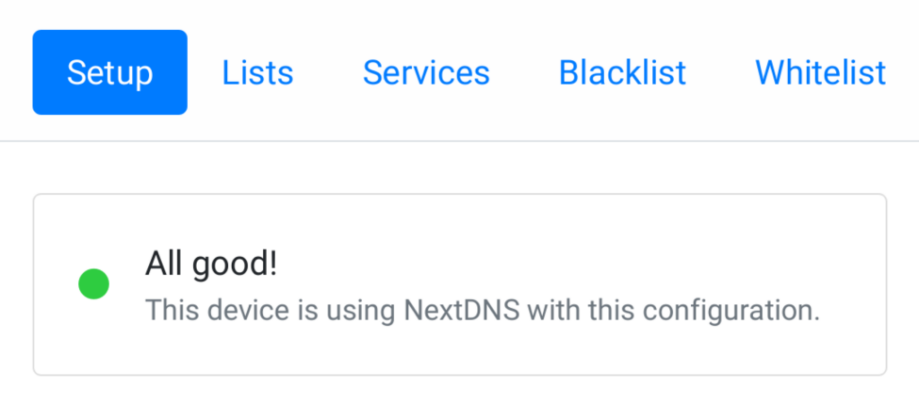 Setup Lists Services Blacklist Whitelist
All good!
This device is using NextDNS with this configuration.